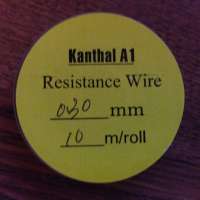 Kanthal A1
Resistance Wire
0.30 mm
10 m/roll